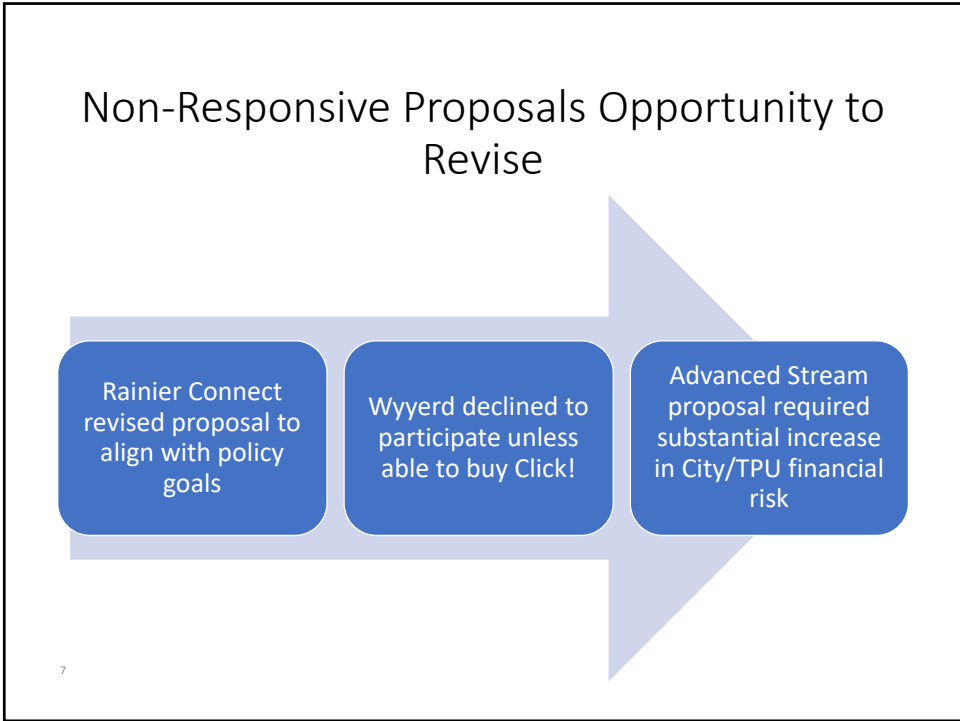 Non-Responsive Proposals Opportunity to
Revise
Rainier Connect
revised proposal to
align with policy
goals
Wyyerd declined to
participate unless
able to buy Click!
Advanced Stream
proposal required
substantial increase
in City/TPU financial
risk
7